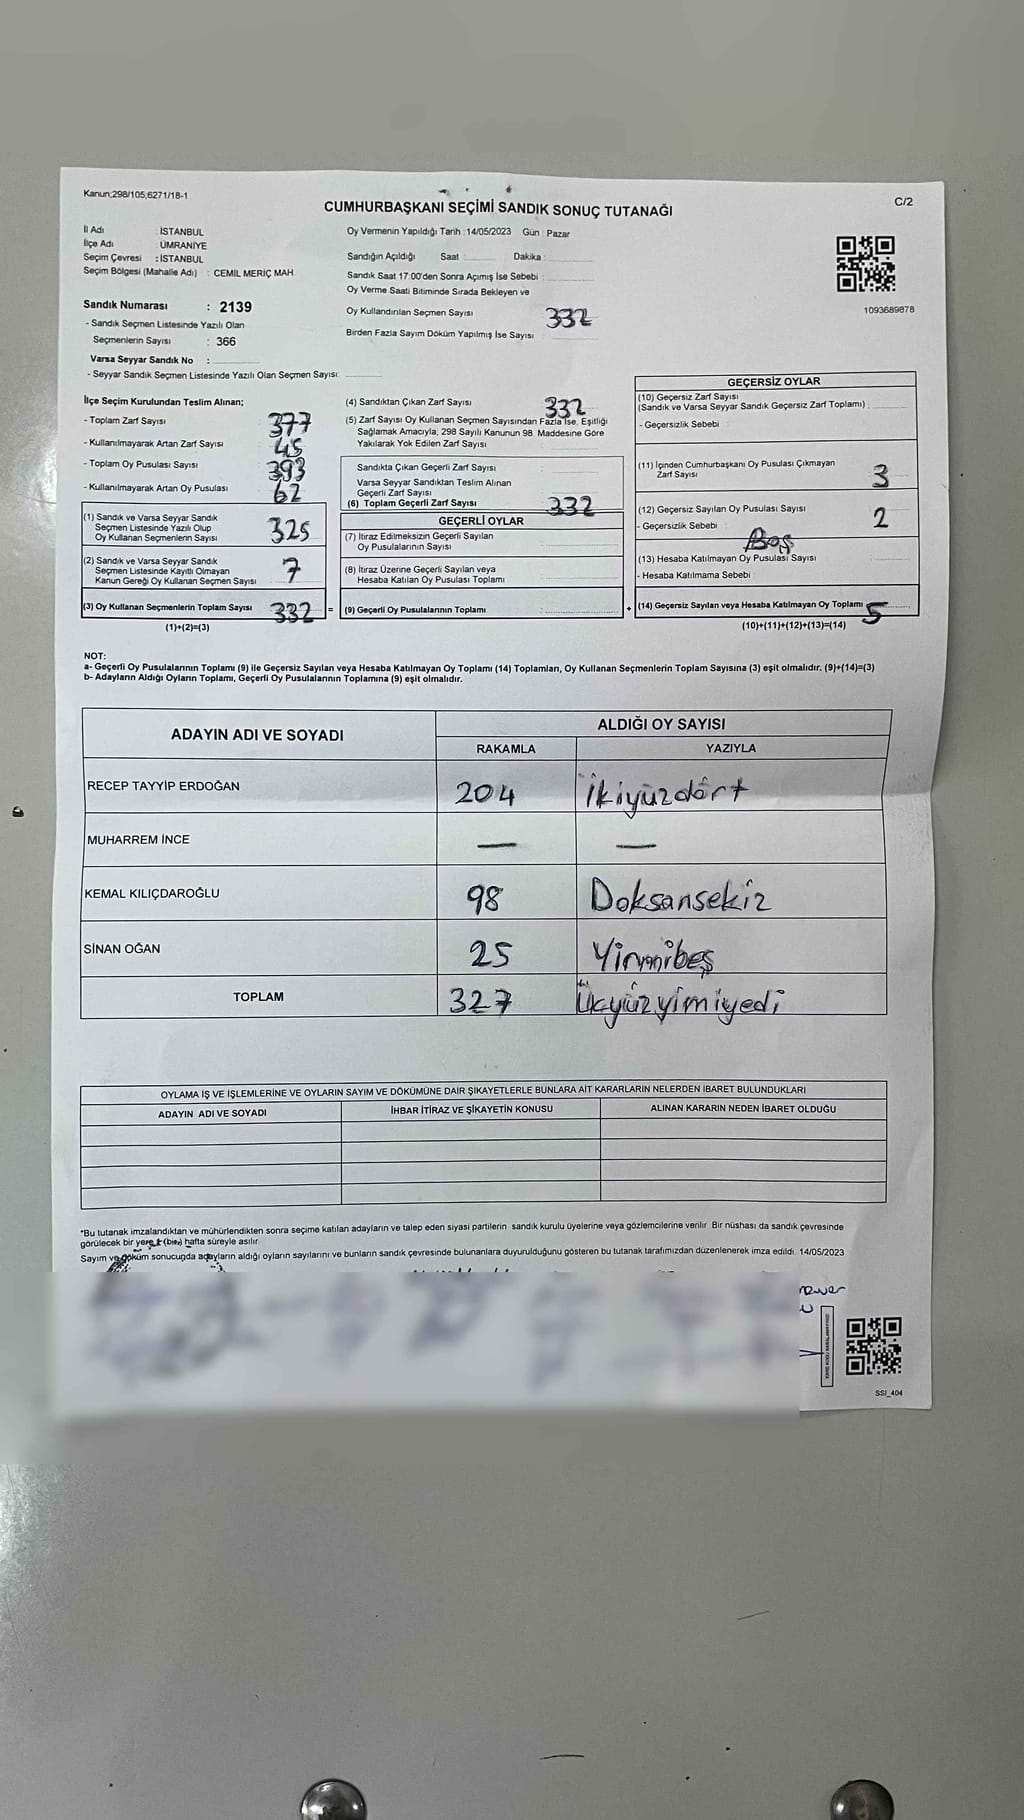 Kanun;298/105,6271/18-1
C/2
CUMHURBAŞKANI SEÇİMİ SANDIK SONUÇ TUTANAĞI
İl Adı : İSTANBUL
İlçe Adı : ÜMRANİYE
Seçim Çevresi : İSTANBUL
Seçim Bölgesi (Mahalle Adı) : CEMİL MERİÇ MAH.
Sandık Numarası : 2139
- Sandık Seçmen Listesinde Yazılı Olan
Seçmenlerin Sayısı : 366
Varsa Seyyar Sandık No :
- Seyyar Sandık Seçmen Listesinde Yazılı Olan Seçmen Sayısı:
Oy Vermenin Yapıldığı Tarih : 14/05/2023 Gün : Pazar
Sandığın Açıldığı Saat : Dakika :
Sandık Saat 17:00'den Sonra Açımış İse Sebebi :
Oy Verme Saati Bitiminde Sırada Bekleyen ve
Oy Kullandırılan Seçmen Sayısı 332
Birden Fazla Sayım Döküm Yapılmış İse Sayısı
1093689878
İlçe Seçim Kurulundan Teslim Alınan;
- Toplam Zarf Sayısı 377
- Kullanılmayarak Artan Zarf Sayısı 45
- Toplam Oy Pusulası Sayısı 393
- Kullanılmayarak Artan Oy Pusulası 62
(1) Sandık ve Varsa Seyyar Sandık
Seçmen Listesinde Yazılı Olup
Oy Kullanan Seçmenlerin Sayısı 325
(2) Sandık ve Varsa Seyyar Sandık
Seçmen Listesinde Kayıtlı Olmayan
Kanun Gereği Oy Kullanan Seçmen Sayısı 7
(3) Oy Kullanan Seçmenlerin Toplam Sayısı 332 =
(1)+(2)=(3)
(4) Sandıktan Çıkan Zarf Sayısı 332
(5) Zarf Sayısı Oy Kullanan Seçmen Sayısından Fazla İse, Eşitliği
Sağlamak Amacıyla, 298 Sayılı Kanunun 98. Maddesine Göre
Yakılarak Yok Edilen Zarf Sayısı
Sandıkta Çıkan Geçerli Zarf Sayısı
Varsa Seyyar Sandıktan Teslim Alınan
Geçerli Zarf Sayısı
(6) Toplam Geçerli Zarf Sayısı 332
GEÇERLİ OYLAR
(7) İtiraz Edilmeksizin Geçerli Sayılan
Oy Pusulalarının Sayısı
(8) İtiraz Üzerine Geçerli Sayılan veya
Hesaba Katılan Oy Pusulası Toplamı
(9) Geçerli Oy Pusulalarının Toplamı : +
GEÇERSİZ OYLAR
(10) Geçersiz Zarf Sayısı
(Sandık ve Varsa Seyyar Sandık Geçersiz Zarf Toplamı) :
- Geçersizlik Sebebi
(11) İçinden Cumhurbaşkanı Oy Pusulası Çıkmayan
Zarf Sayısı 3
(12) Geçersiz Sayılan Oy Pusulası Sayısı 2
- Geçersizlik Sebebi : Boş
(13) Hesaba Katılmayan Oy Pusulası Sayısı
- Hesaba Katılmama Sebebi
(14) Geçersiz Sayılan veya Hesaba Katılmayan Oy Toplamı 5
(10)+(11)+(12)+(13)=(14)
NOT:
a- Geçerli Oy Pusulalarının Toplamı (9) ile Geçersiz Sayılan veya Hesaba Katılmayan Oy Toplamı (14) Toplamları, Oy Kullanan Seçmenlerin Toplam Sayısına (3) eşit olmalıdır. (9)+(14)=(3)
b- Adayların Aldığı Oyların Toplamı, Geçerli Oy Pusulalarının Toplamına (9) eşit olmalıdır.
ADAYIN ADI VE SOYADI ALDIĞI OY SAYISI
RAKAMLA YAZIYLA
RECEP TAYYİP ERDOĞAN 204 İkiyüzdört
MUHARREM İNCE — —
KEMAL KILIÇDAROĞLU 98 Doksansekiz
SİNAN OĞAN 25 Yirmibeş
TOPLAM 327 Üçyüzyimiyedi
OYLAMA İŞ VE İŞLEMLERİNE VE OYLARIN SAYIM VE DÖKÜMÜNE DAİR ŞİKAYETLERLE BUNLARA AİT KARARLARIN NELERDEN İBARET BULUNDUKLARI
ADAYIN ADI VE SOYADI İHBAR İTİRAZ VE ŞİKAYETİN KONUSU ALINAN KARARIN NEDEN İBARET OLDUĞU
*Bu tutanak imzalandıktan ve mühürlendikten sonra seçime katılan adayların ve talep eden siyasi partilerin sandık kurulu üyelerine veya gözlemcilerine verilir. Bir nüshası da sandık çevresinde
görülecek bir yere 1 (bir) hafta süreyle asılır.
Sayım ve döküm sonucunda adayların aldığı oyların sayılarını ve bunların sandık çevresinde bulunanlara duyurulduğunu gösteren bu tutanak tarafımızdan düzenlenerek imza edildi. 14/05/2023
SSI_404